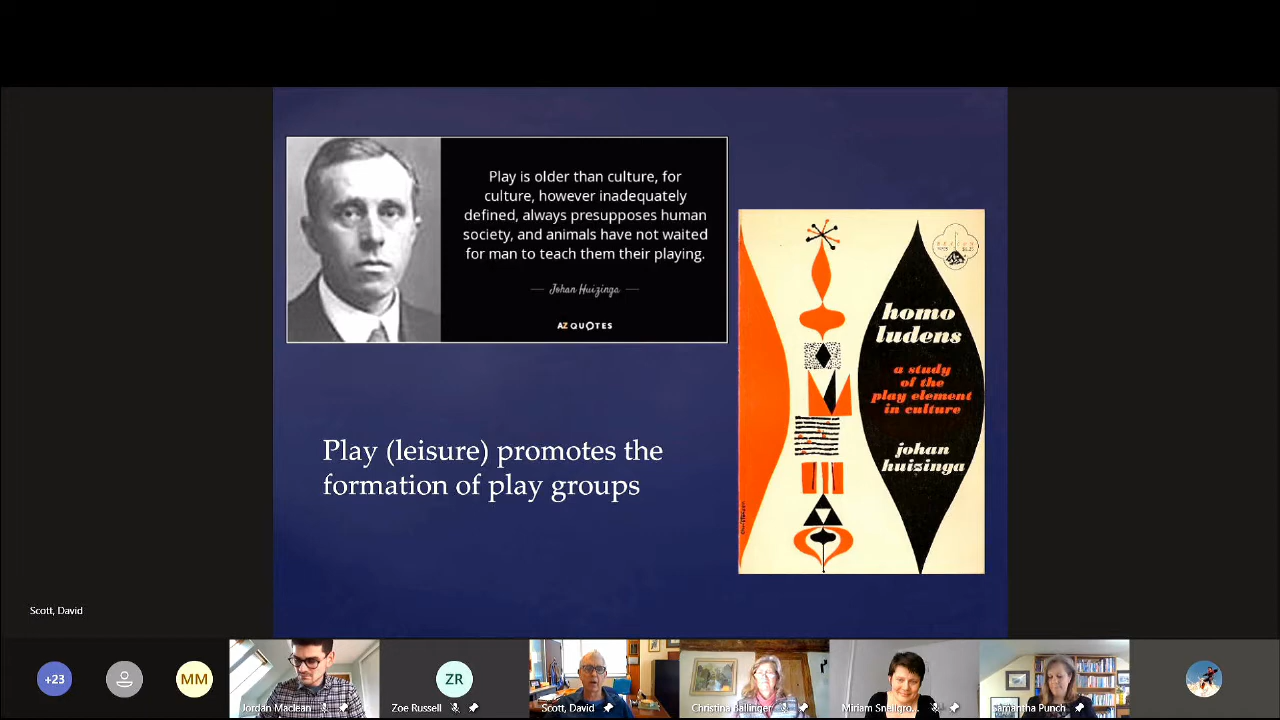 Play is older than culture, for
culture, however inadequately
defined, always presupposes human
society, and animals have not waited
for man to teach them their playing.
Johan Huizinga
AZ QUOTES
homo
ludens
a study
of the
play element
in culture
johan
huizinga
Play (leisure) promotes the
formation of play groups
Scott, David
+23
MM
Jordan Maclean
ZR
Zoe Russell
Scott, David
Christina Ballinger
Miriam Snellgro...
Samantha Punch